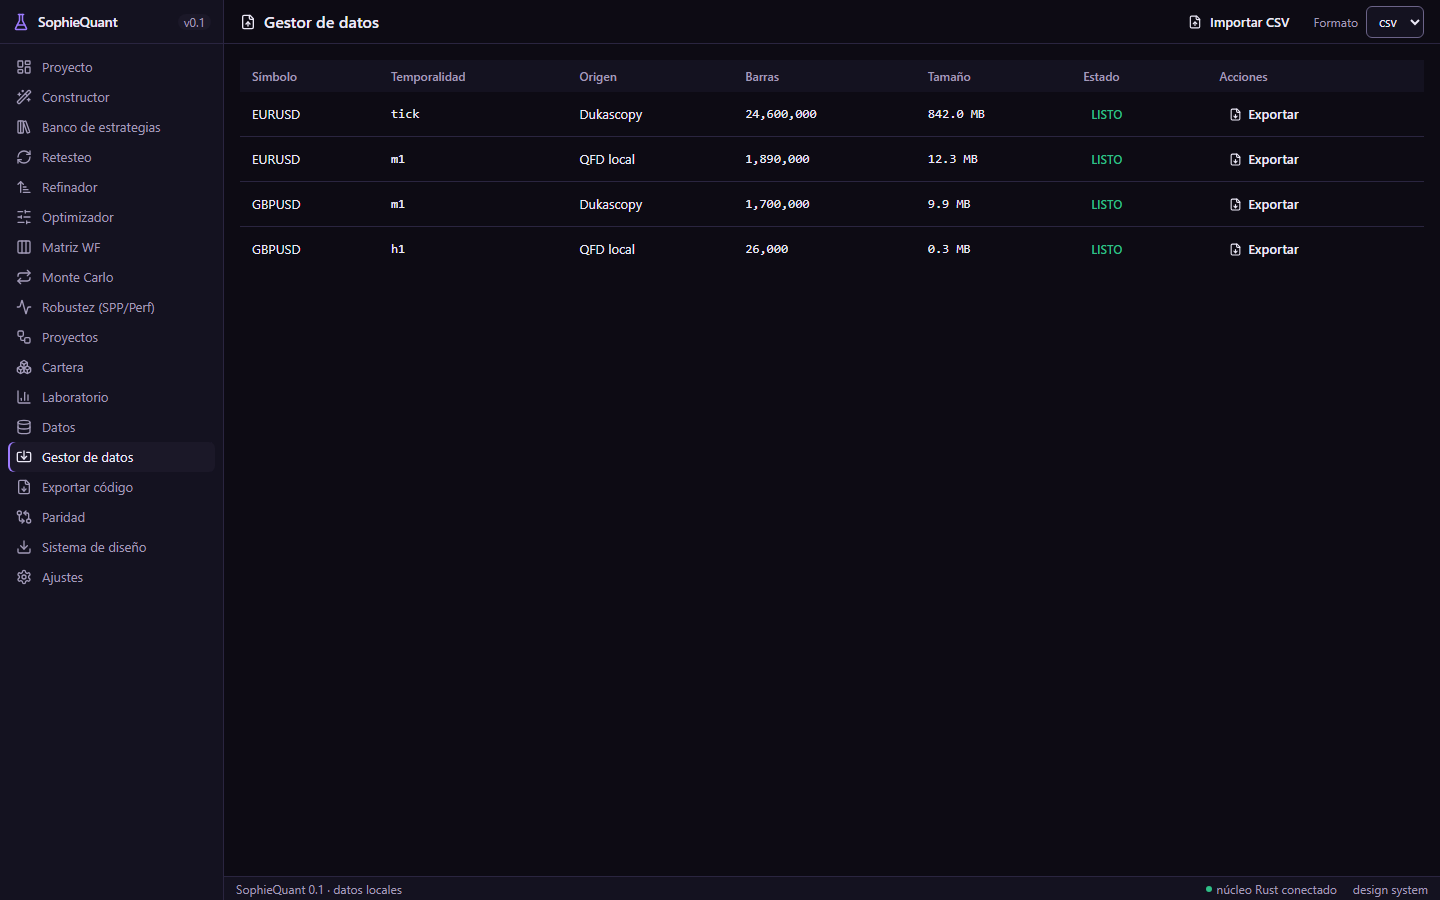 SophieQuant v0.1
Proyecto
Constructor
Banco de estrategias
Retesteo
Refinador
Optimizador
Matriz WF
Monte Carlo
Robustez (SPP/Perf)
Proyectos
Cartera
Laboratorio
Datos
Gestor de datos
Exportar código
Paridad
Sistema de diseño
Ajustes
Gestor de datos Importar CSV Formato csv
Símbolo Temporalidad Origen Barras Tamaño Estado Acciones
EURUSD tick Dukascopy 24,600,000 842.0 MB LISTO Exportar
EURUSD m1 QFD local 1,890,000 12.3 MB LISTO Exportar
GBPUSD m1 Dukascopy 1,700,000 9.9 MB LISTO Exportar
GBPUSD h1 QFD local 26,000 0.3 MB LISTO Exportar
SophieQuant 0.1 · datos locales núcleo Rust conectado design system